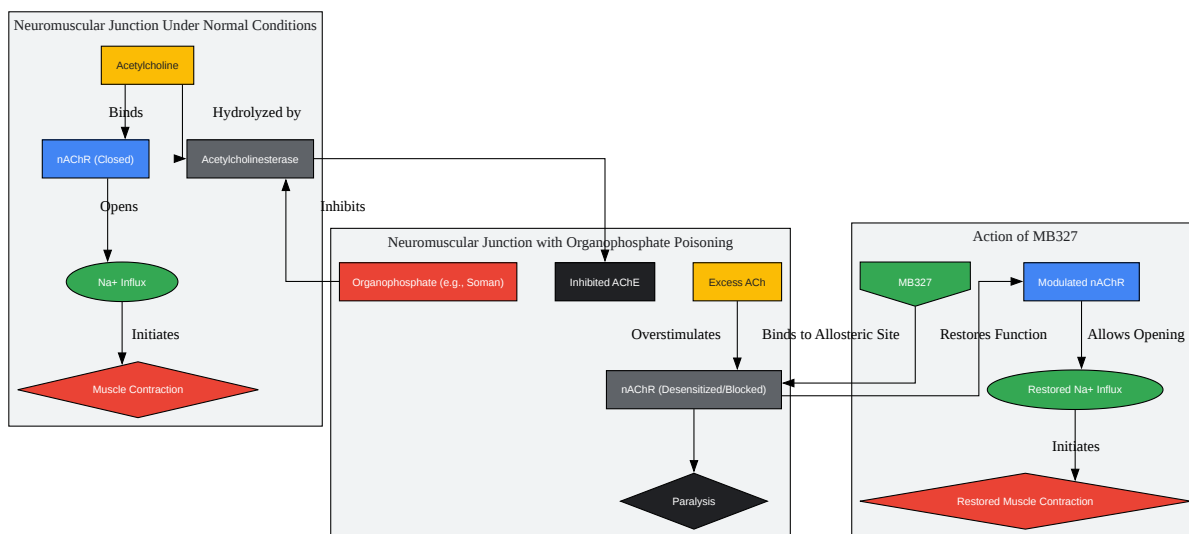 Neuromuscular Junction Under Normal Conditions
Acetylcholine
Binds
Hydrolyzed by
nAChR (Closed)
Acetylcholinesterase
Opens
Inhibits
Na+ Influx
Initiates
Muscle Contraction
Neuromuscular Junction with Organophosphate Poisoning
Organophosphate (e.g., Soman)
Inhibited AChE
Excess ACh
Overstimulates
Binds to Allosteric Site
nAChR (Desensitized/Blocked)
Paralysis
Action of MB327
MB327
Modulated nAChR
Restores Function
Allows Opening
Restored Na+ Influx
Initiates
Restored Muscle Contraction